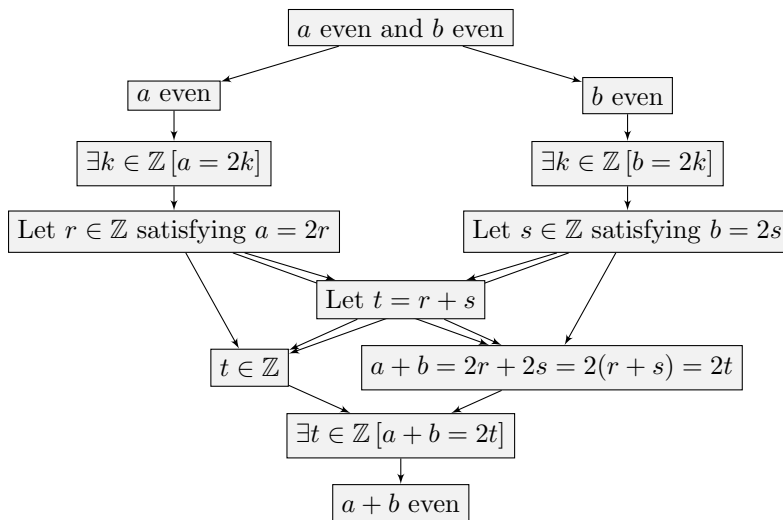 a even and b even
a even
b even
∃k ∈ ℤ [a = 2k]
∃k ∈ ℤ [b = 2k]
Let r ∈ ℤ satisfying a = 2r
Let s ∈ ℤ satisfying b = 2s
Let t = r + s
t ∈ ℤ
a + b = 2r + 2s = 2(r + s) = 2t
∃t ∈ ℤ [a + b = 2t]
a + b even